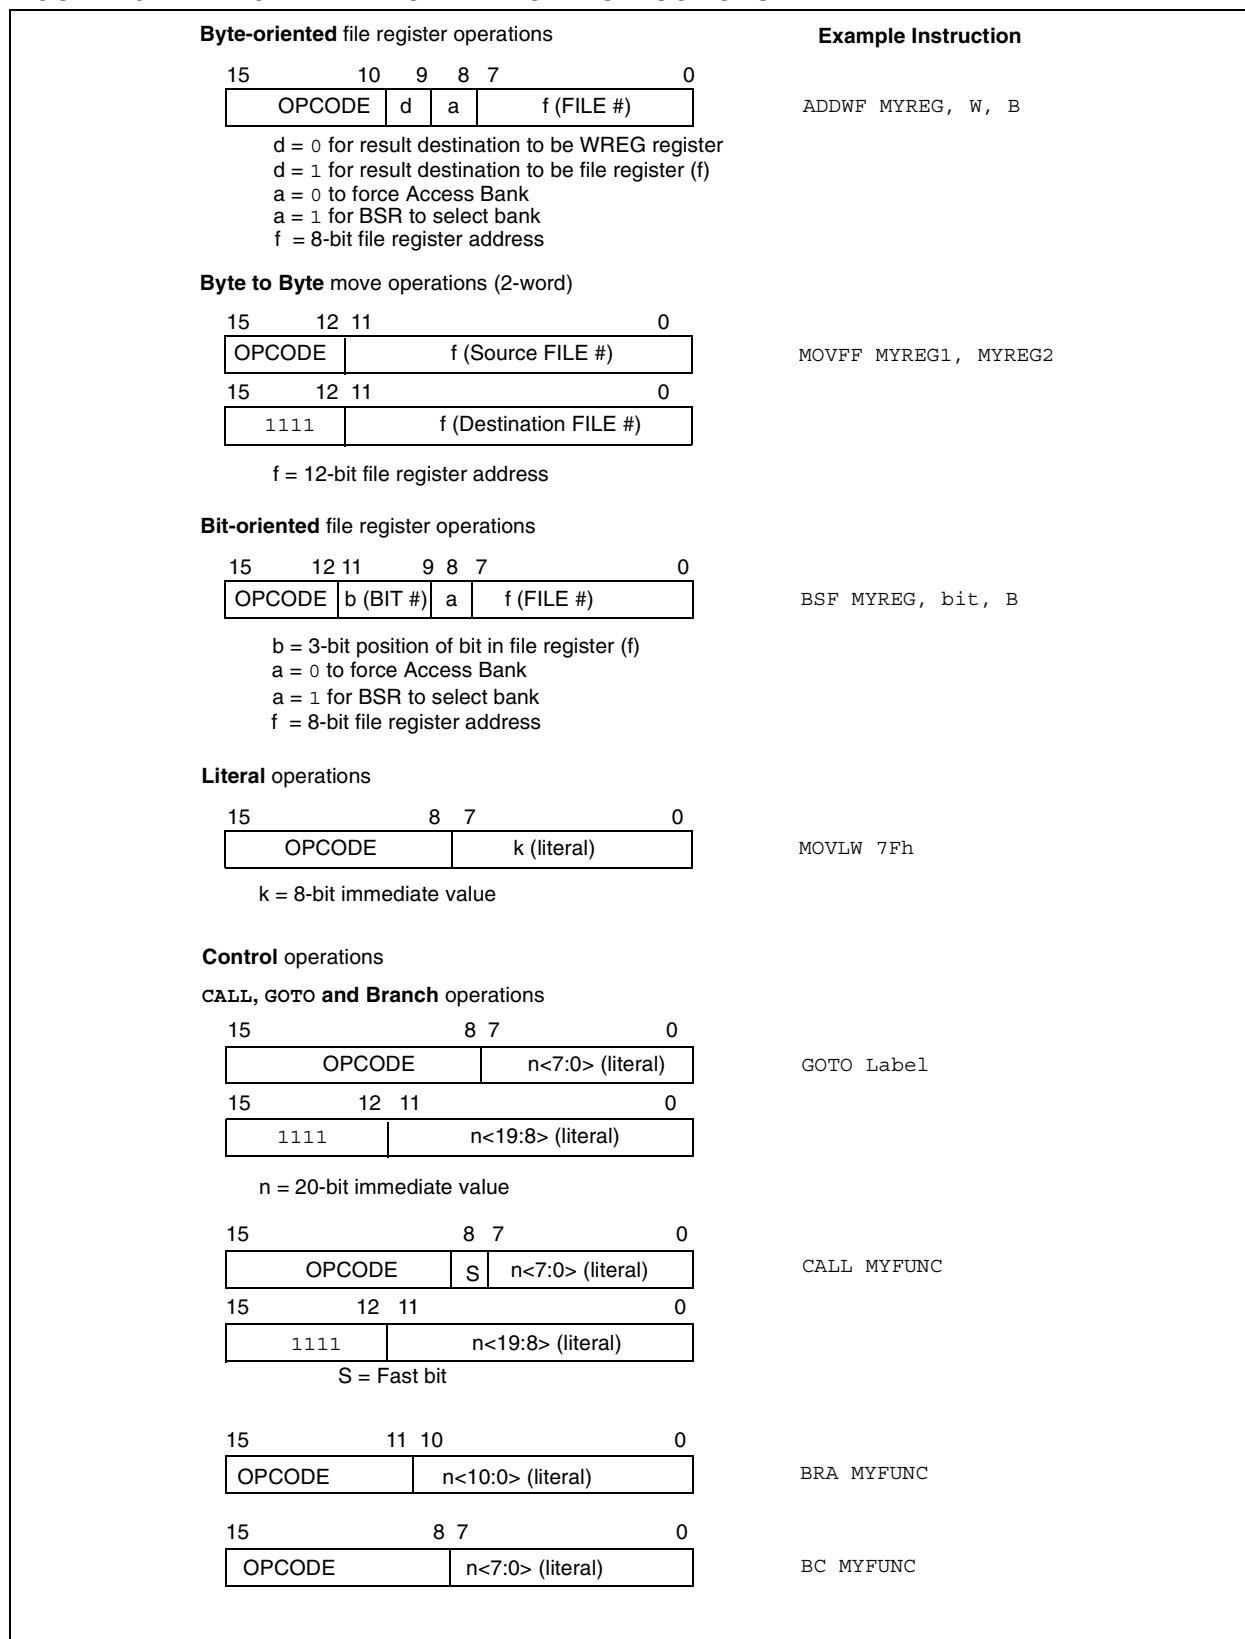 Byte-oriented file register operations Example Instruction
15 10 9 8 7 0
OPCODE d a f (FILE #) ADDWF MYREG, W, B
d = 0 for result destination to be WREG register
d = 1 for result destination to be file register (f)
a = 0 to force Access Bank
a = 1 for BSR to select bank
f = 8-bit file register address
Byte to Byte move operations (2-word)
15 12 11 0
OPCODE f (Source FILE #) MOVFF MYREG1, MYREG2
15 12 11 0
1111 f (Destination FILE #)
f = 12-bit file register address
Bit-oriented file register operations
15 12 11 9 8 7 0
OPCODE b (BIT #) a f (FILE #) BSF MYREG, bit, B
b = 3-bit position of bit in file register (f)
a = 0 to force Access Bank
a = 1 for BSR to select bank
f = 8-bit file register address
Literal operations
15 8 7 0
OPCODE k (literal) MOVLW 7Fh
k = 8-bit immediate value
Control operations
CALL, GOTO and Branch operations
15 8 7 0
OPCODE n<7:0> (literal) GOTO Label
15 12 11 0
1111 n<19:8> (literal)
n = 20-bit immediate value
15 8 7 0
OPCODE S n<7:0> (literal) CALL MYFUNC
15 12 11 0
1111 n<19:8> (literal)
S = Fast bit
15 11 10 0
OPCODE n<10:0> (literal) BRA MYFUNC
15 8 7 0
OPCODE n<7:0> (literal) BC MYFUNC